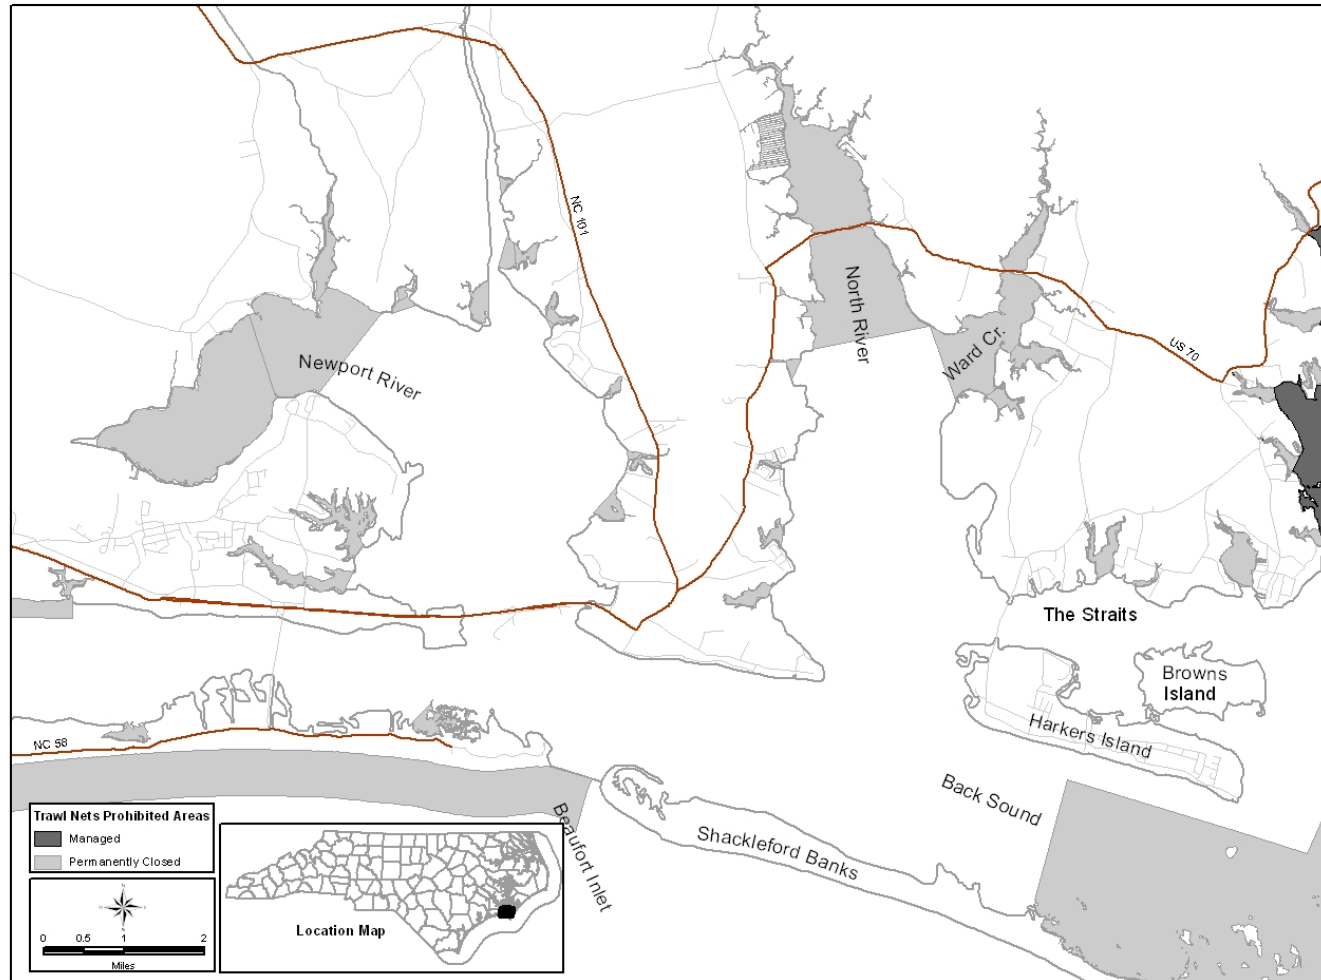 NC 101
North River
Ward Cr.
US 70
Newport River
The Straits
Browns
Island
Harkers Island
NC 58
Back Sound
Beaufort Inlet
Shackleford Banks
Trawl Nets Prohibited Areas
Managed
Permanently Closed
N
0 0.5 1 2
Miles
Location Map